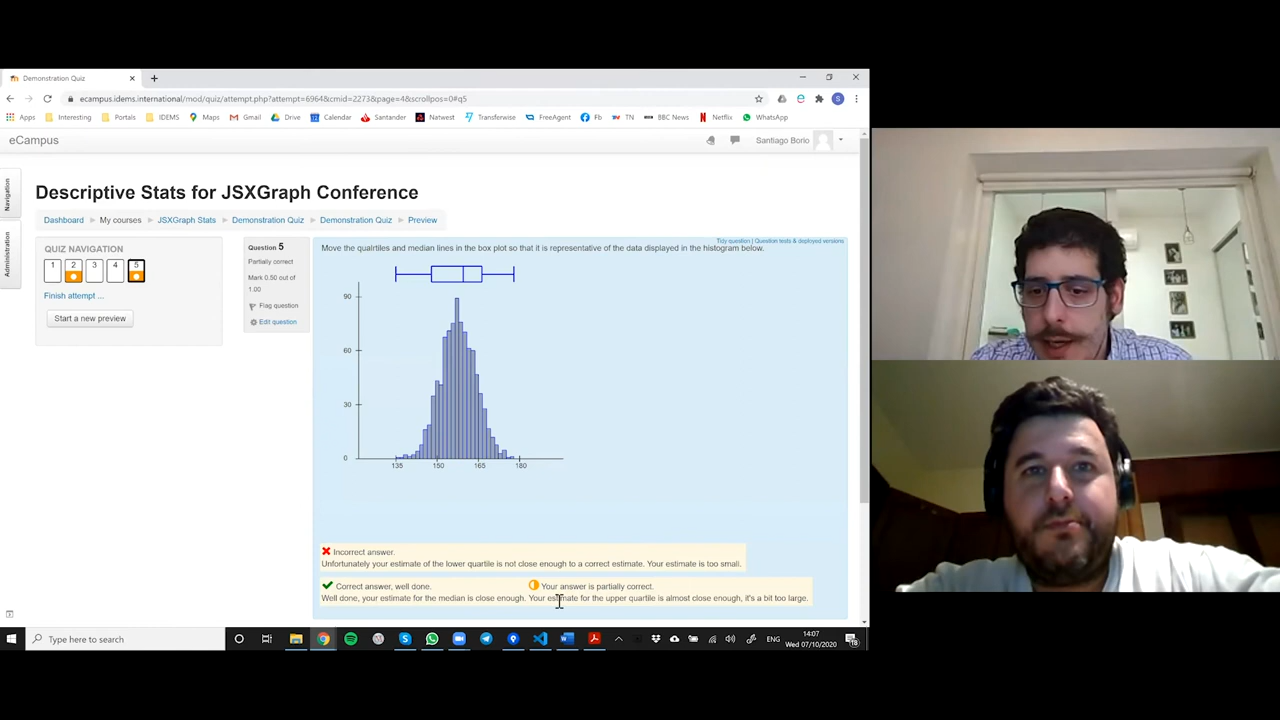 Demonstration Quiz
ecampus.idems.international/mod/quiz/attempt.php?attempt=6964&cmid=2273&page=4&scrollpos=0#q5
Apps Interesting Portals IDEMS Maps Gmail Drive Calendar Santander Natwest Transferwise FreeAgent Fb TN BBC News Netflix WhatsApp
eCampus
Santiago Borio
Navigation
Administration
Descriptive Stats for JSXGraph Conference
Dashboard My courses JSXGraph Stats Demonstration Quiz Demonstration Quiz Preview
QUIZ NAVIGATION
1 2 3 4 5
Finish attempt ...
Start a new preview
Question 5
Partially correct
Mark 0.50 out of
1.00
Flag question
Edit question
Tidy question | Question tests & deployed versions
Move the qualrtiles and median lines in the box plot so that it is representative of the data displayed in the histogram below.
90
60
30
0
135 150 165 180
Incorrect answer.
Unfortunately your estimate of the lower quartile is not close enough to a correct estimate. Your estimate is too small.
Correct answer, well done. Your answer is partially correct.
Well done, your estimate for the median is close enough. Your estimate for the upper quartile is almost close enough, it's a bit too large.
Type here to search
ENG
14:07
Wed 07/10/2020